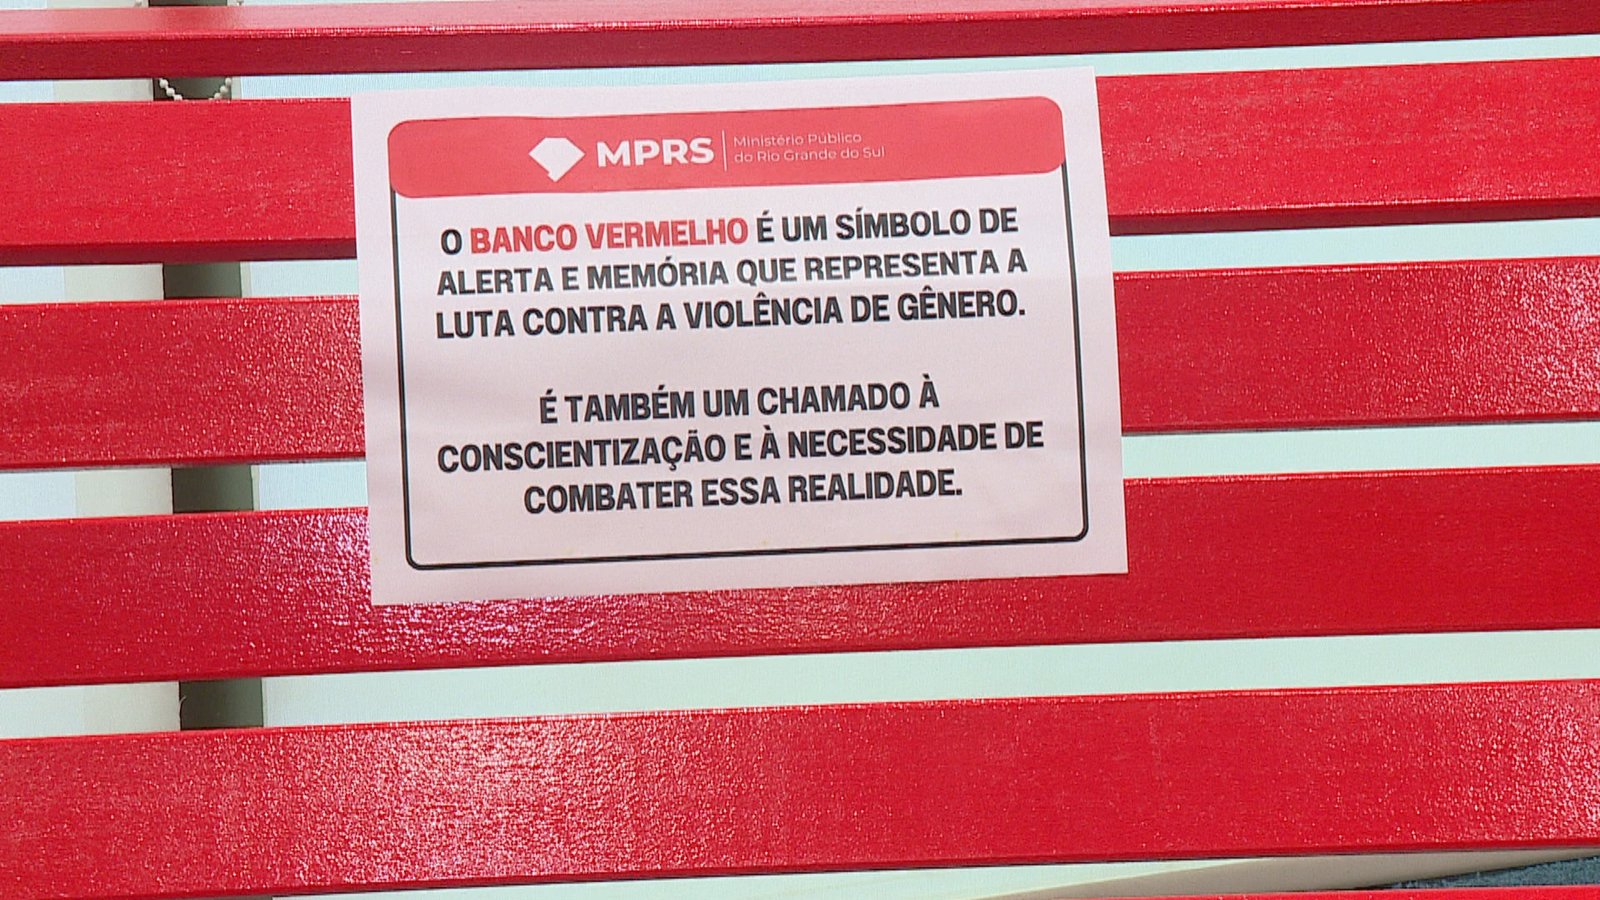 MPRS
Ministério Público
do Rio Grande do Sul
O BANCO VERMELHO É UM SÍMBOLO DE
ALERTA E MEMÓRIA QUE REPRESENTA A
LUTA CONTRA A VIOLÊNCIA DE GÊNERO.
É TAMBÉM UM CHAMADO À
CONSCIENTIZAÇÃO E À NECESSIDADE DE
COMBATER ESSA REALIDADE.